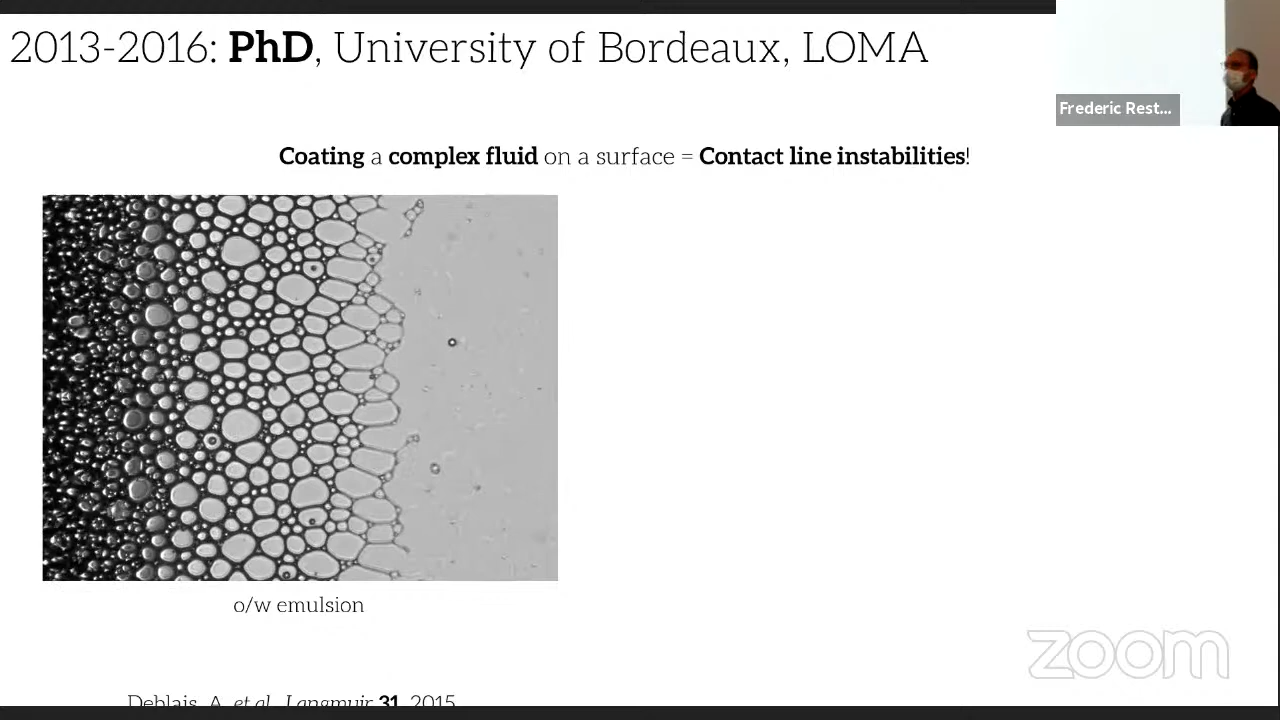 2013-2016: PhD, University of Bordeaux, LOMA
Frederic Rest...
Coating a complex fluid on a surface = Contact line instabilities!
o/w emulsion
zoom
Deblais, A. et al., Langmuir 31, 2015